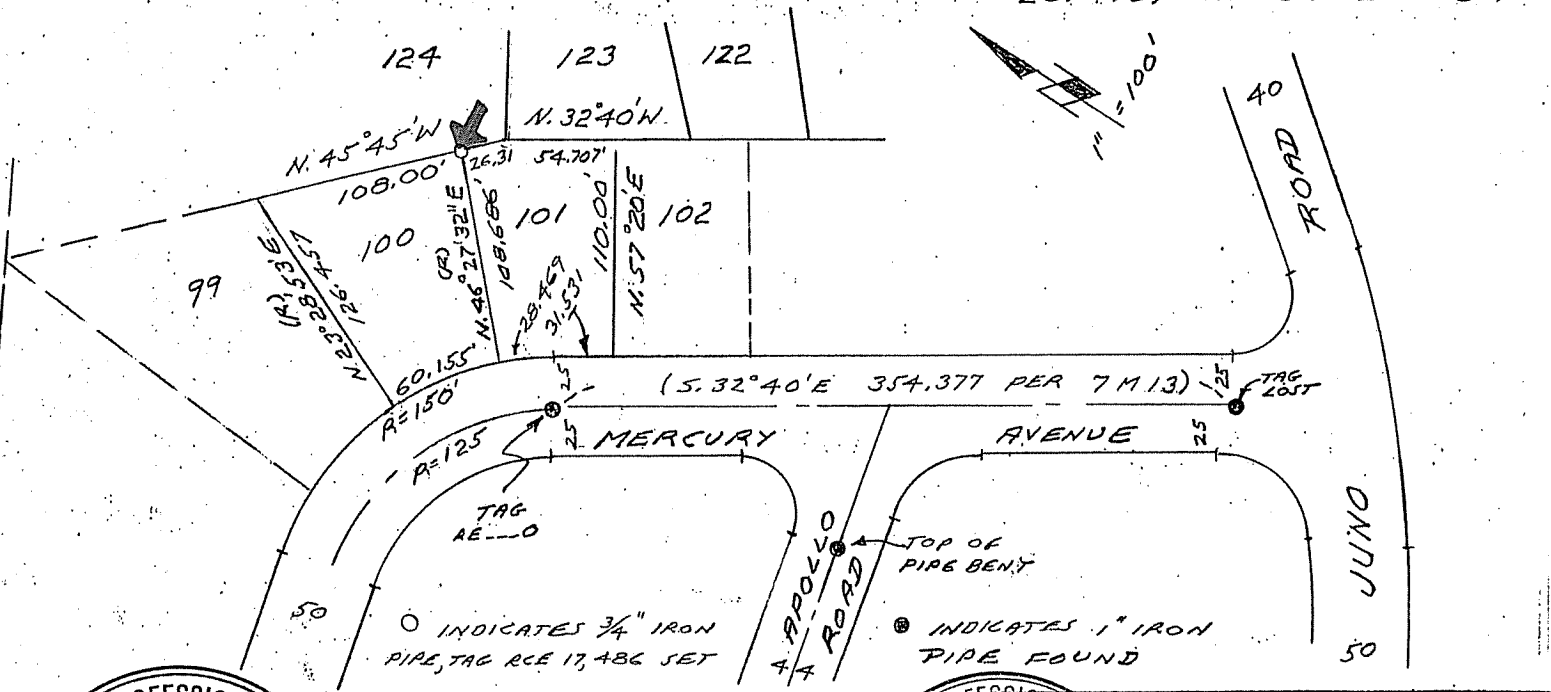 124
123
122
1" = 100'
40
N. 45°45'W
N. 32°40'W.
26.31
54.707'
108.00'
ROAD
99
100
101
102
N. 23°28'53"E
(R)
126.457
(R)
N. 46°27'32"E
108.686'
110.00'
N. 57°20'E
28.469
31.531
60.155'
R=150'
R=125
25
25
(S. 32°40'E 354.377 PER 7 M 13)
25
25
TAG
LOST
MERCURY
AVENUE
TAG
AE___O
APOLLO
ROAD
TOP OF
PIPE BENT
JUNO
50
50
44
○ INDICATES 3/4" IRON
PIPE, TAG RCE 17,486 SET
INDICATES 1" IRON
PIPE FOUND